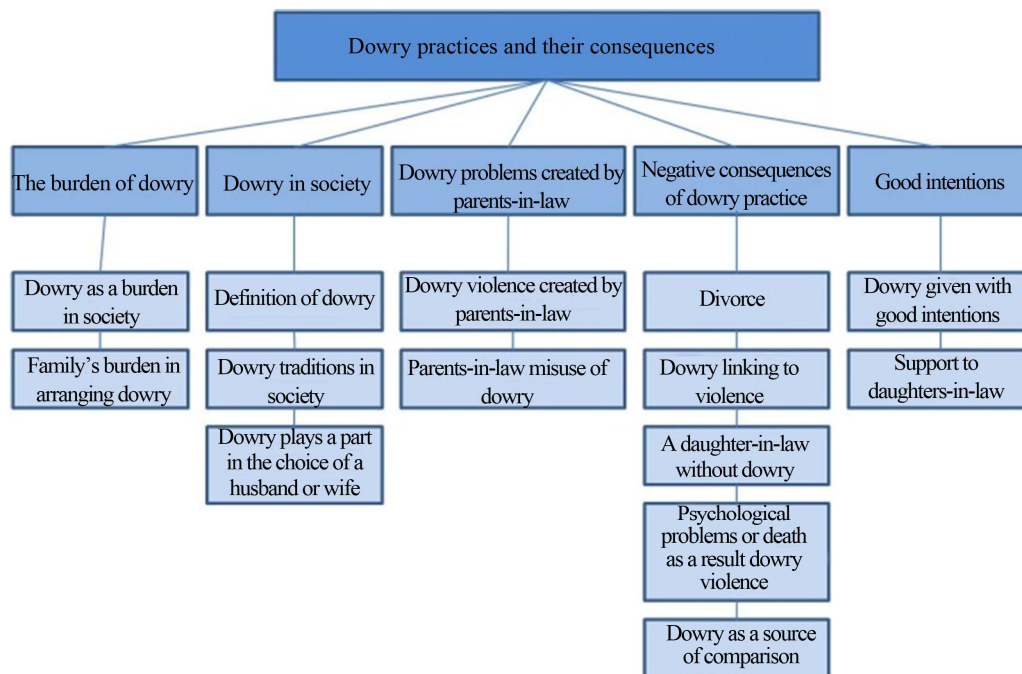 Dowry practices and their consequences
The burden of dowry
Dowry in society
Dowry problems created by
parents-in-law
Negative consequences
of dowry practice
Good intentions
Dowry as a burden
in society
Family's burden in
arranging dowry
Definition of dowry
Dowry traditions in
society
Dowry plays a part
in the choice of a
husband or wife
Dowry violence created by
parents-in-law
Parents-in-law misuse of
dowry
Divorce
Dowry linking to
violence
A daughter-in-law
without dowry
Psychological
problems or death
as a result dowry
violence
Dowry as a source
of comparison
Dowry given with
good intentions
Support to
daughters-in-law